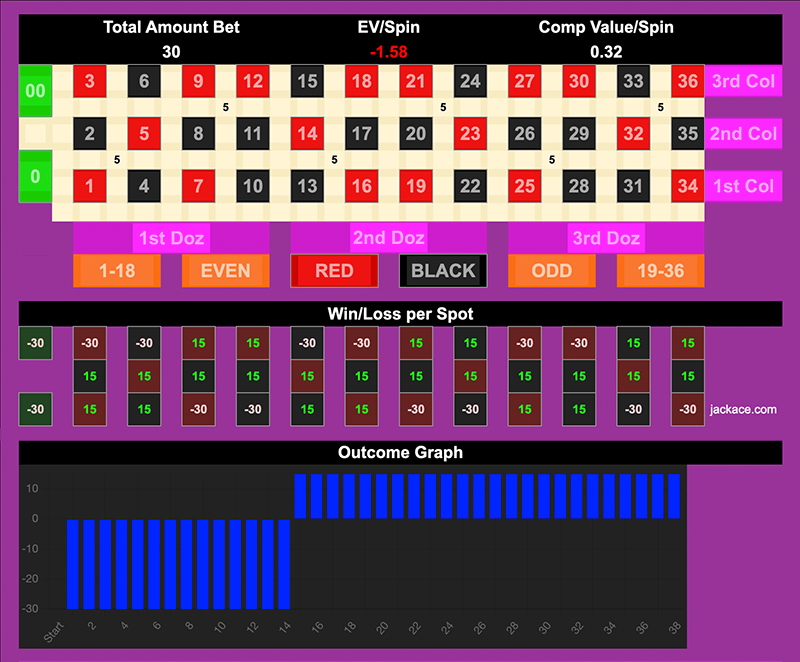 Total Amount Bet EV/Spin Comp Value/Spin
30 -1.58 0.32
00 3 6 9 12 15 18 21 24 27 30 33 36 3rd Col
5 5 5
2 5 8 11 14 17 20 23 26 29 32 35 2nd Col
5 5 5
0 1 4 7 10 13 16 19 22 25 28 31 34 1st Col
1st Doz 2nd Doz 3rd Doz
1-18 EVEN RED BLACK ODD 19-36
Win/Loss per Spot
-30 -30 -30 15 15 -30 -30 15 15 -30 -30 15 15
15 15 15 15 15 15 15 15 15 15 15 15
-30 15 15 -30 -30 15 15 -30 -30 15 15 -30 -30 jackace.com
Outcome Graph
10
0
-10
-20
-30
Start 2 4 6 8 10 12 14 16 18 20 22 24 26 28 30 32 34 36 38